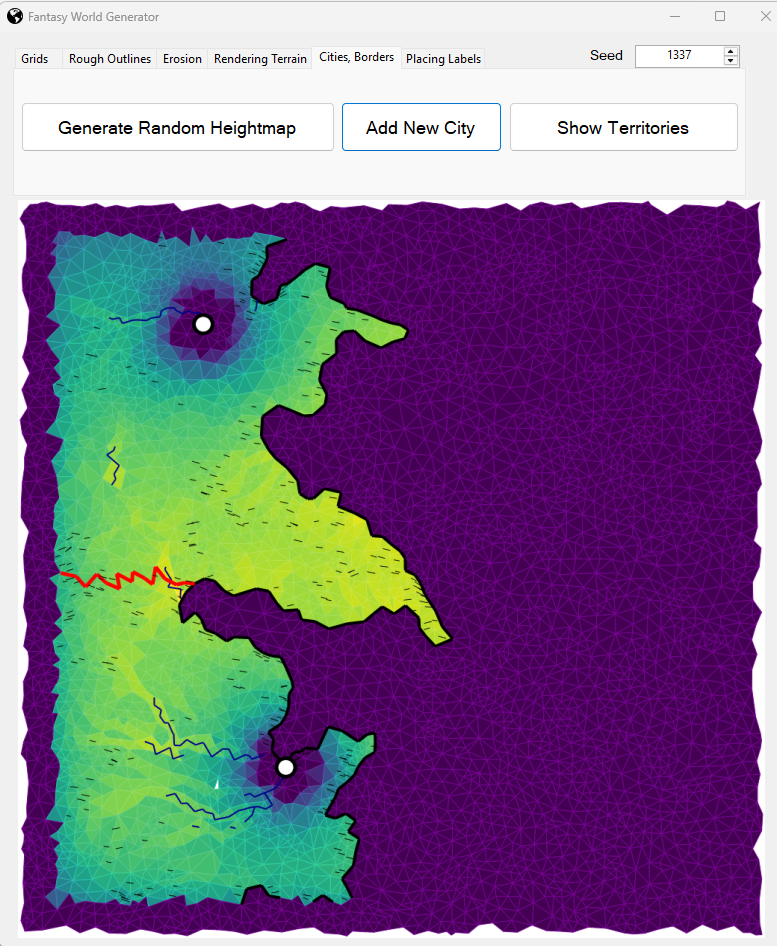 Fantasy World Generator
Grids Rough Outlines Erosion Rendering Terrain Cities, Borders Placing Labels Seed 1337
Generate Random Heightmap Add New City Show Territories